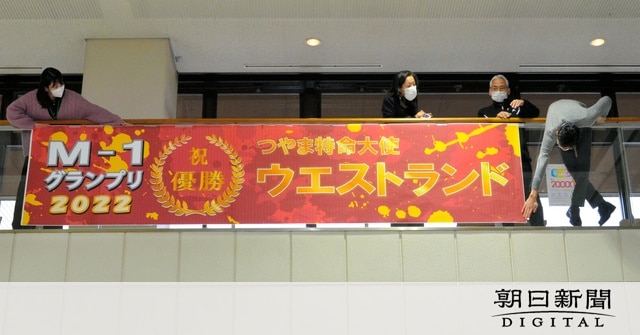 M-1
グランプリ
2022
祝
優勝
つやま特命大使
ウエストランド
20000
朝日新聞
DIGITAL